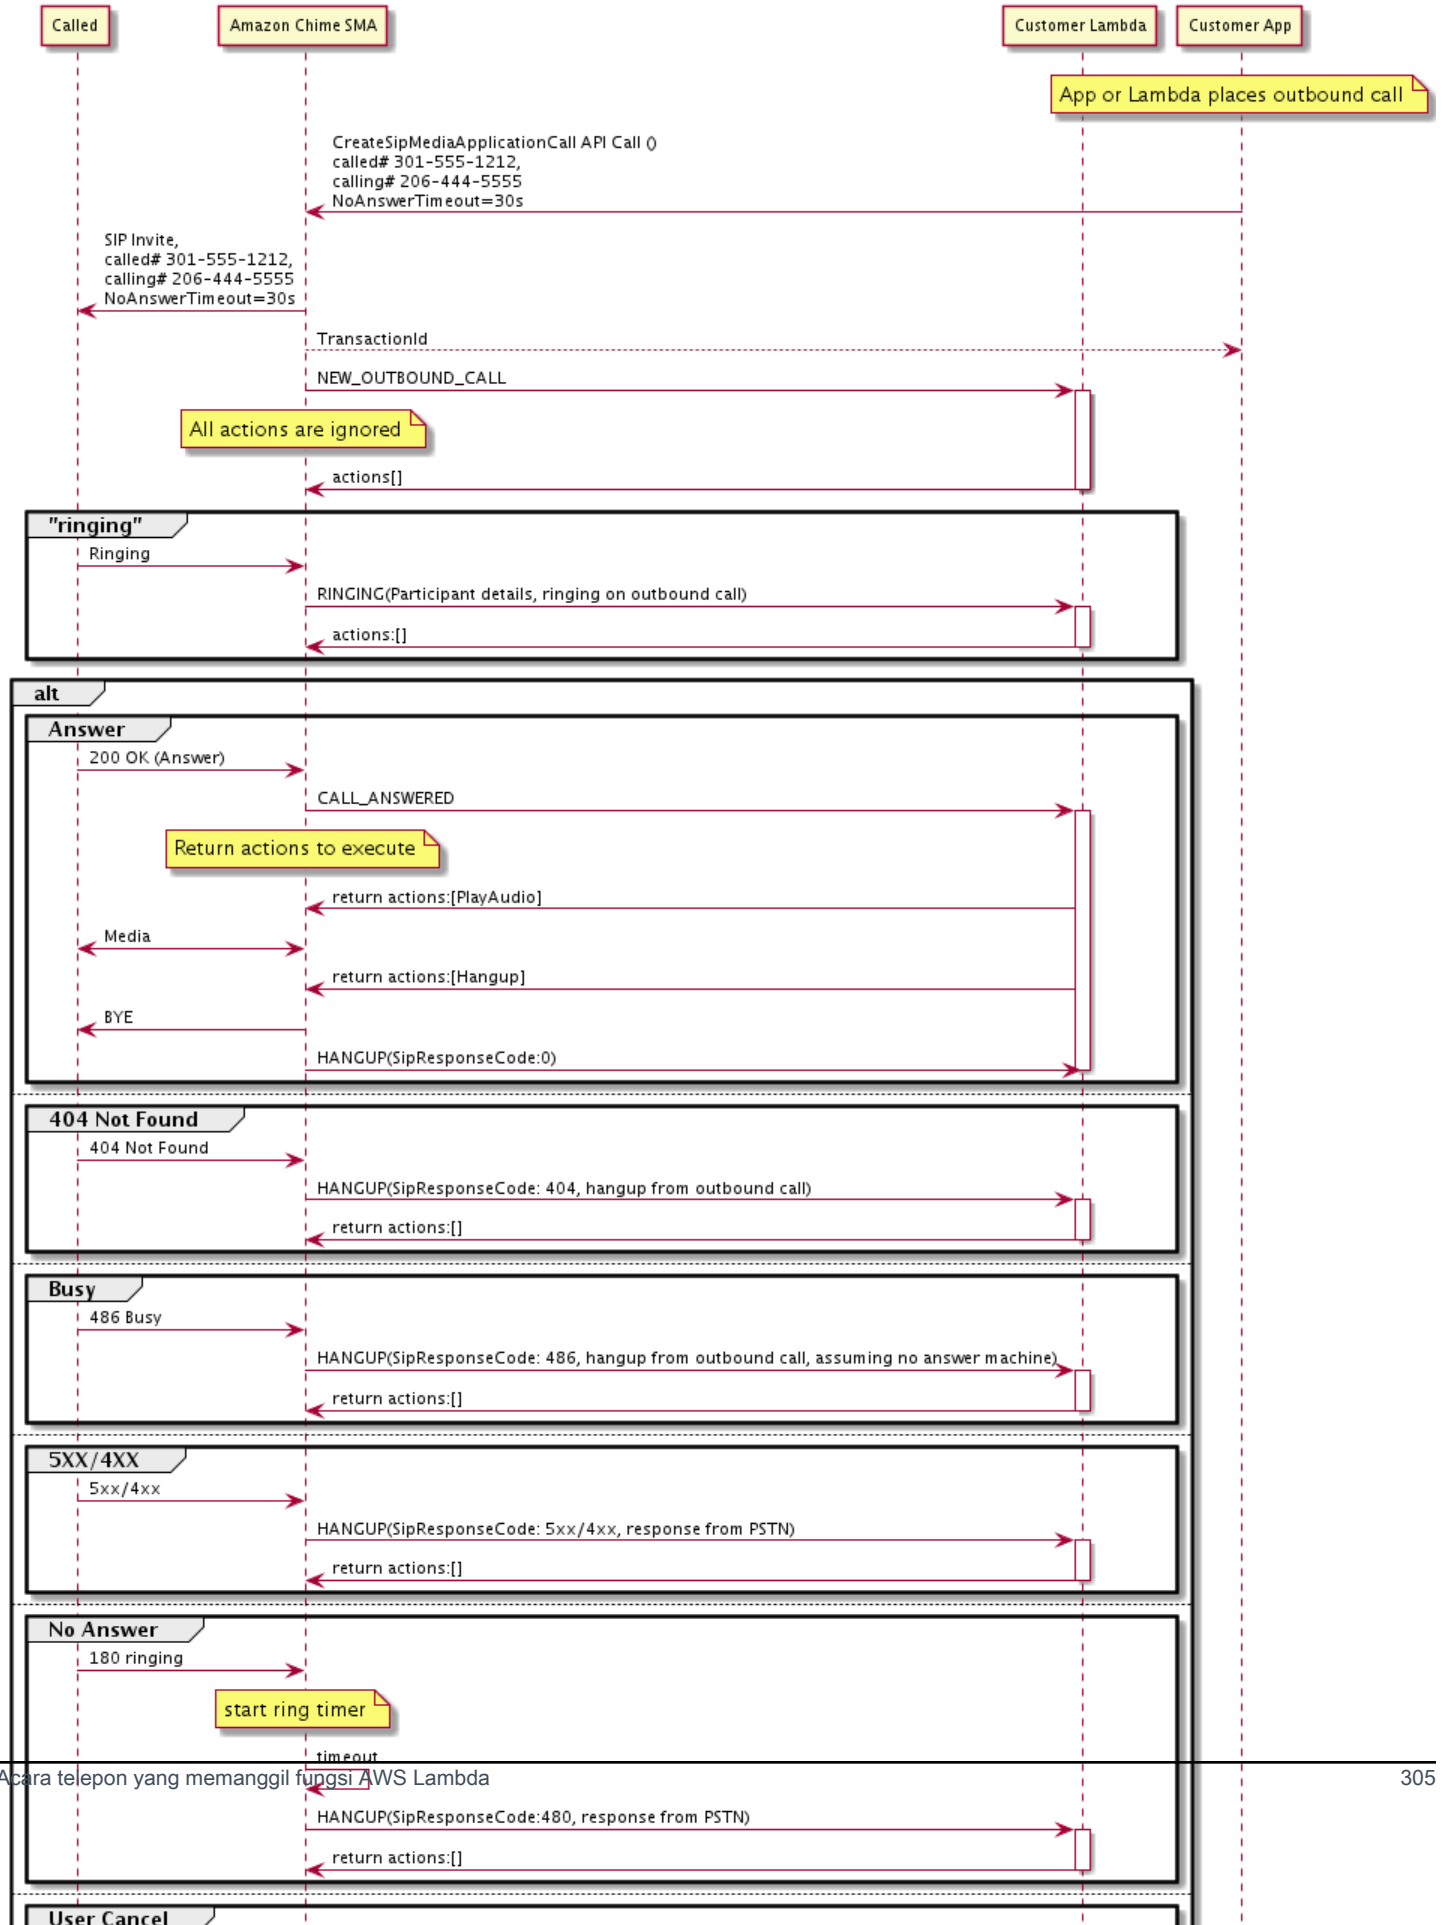 Called
Amazon Chime SMA
Customer Lambda
Customer App
App or Lambda places outbound call
CreateSipMediaApplicationCall API Call ()
called# 301-555-1212,
calling# 206-444-5555
NoAnswerTimeout=30s
SIP Invite,
called# 301-555-1212,
calling# 206-444-5555
NoAnswerTimeout=30s
TransactionId
NEW_OUTBOUND_CALL
All actions are ignored
actions[]
"ringing"
Ringing
RINGING(Participant details, ringing on outbound call)
actions:[]
alt
Answer
200 OK (Answer)
CALL_ANSWERED
Return actions to execute
return actions:[PlayAudio]
Media
return actions:[Hangup]
BYE
HANGUP(SipResponseCode:0)
404 Not Found
404 Not Found
HANGUP(SipResponseCode: 404, hangup from outbound call)
return actions:[]
Busy
486 Busy
HANGUP(SipResponseCode: 486, hangup from outbound call, assuming no answer machine)
return actions:[]
5XX/4XX
5xx/4xx
HANGUP(SipResponseCode: 5xx/4xx, response from PSTN)
return actions:[]
No Answer
180 ringing
start ring timer
timeout
Acara telepon yang memanggil fungsi AWS Lambda
305
HANGUP(SipResponseCode:480, response from PSTN)
return actions:[]
User Cancel